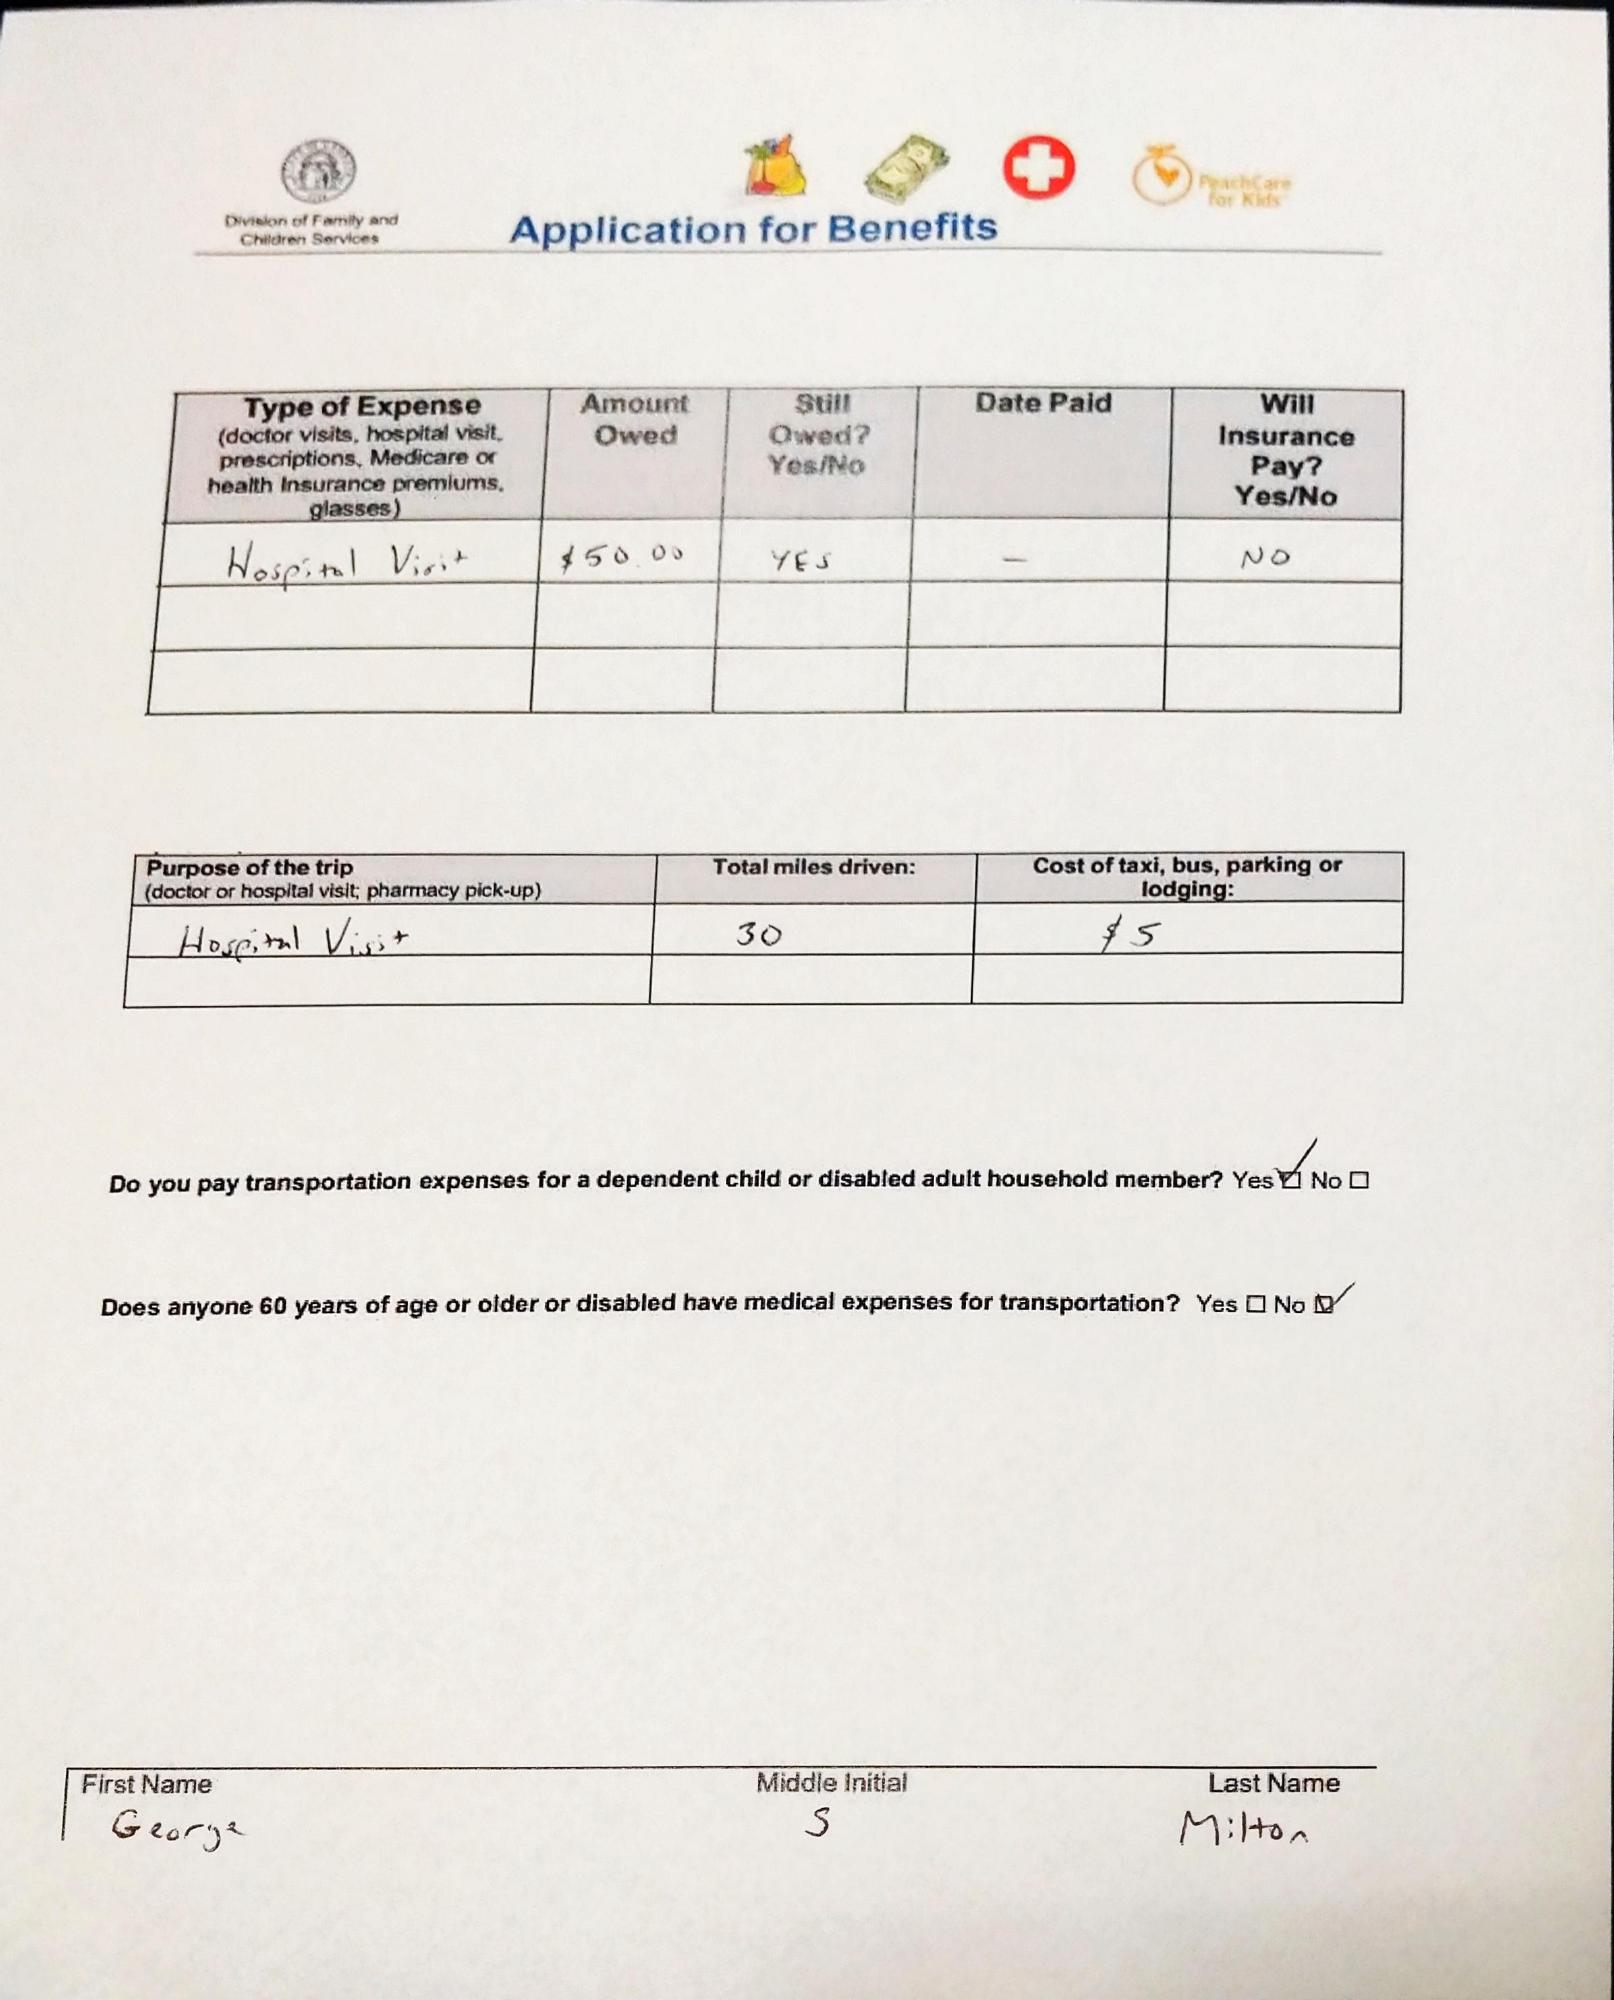 Division of Family and
Children Services
Application for Benefits
PeachCare
for Kids
Type of Expense
(doctor visits, hospital visit,
prescriptions, Medicare or
health Insurance premiums,
glasses)
Amount
Owed
Still
Owed?
Yes/No
Date Paid
Will
Insurance
Pay?
Yes/No
Hospital Visit $50.00 YES — NO
Purpose of the trip
(doctor or hospital visit; pharmacy pick-up)
Total miles driven:
Cost of taxi, bus, parking or
lodging:
Hospital Visit 30 $5
Do you pay transportation expenses for a dependent child or disabled adult household member? Yes ☑ No ☐
Does anyone 60 years of age or older or disabled have medical expenses for transportation? Yes ☐ No ☑
First Name Middle Initial Last Name
George S Milton